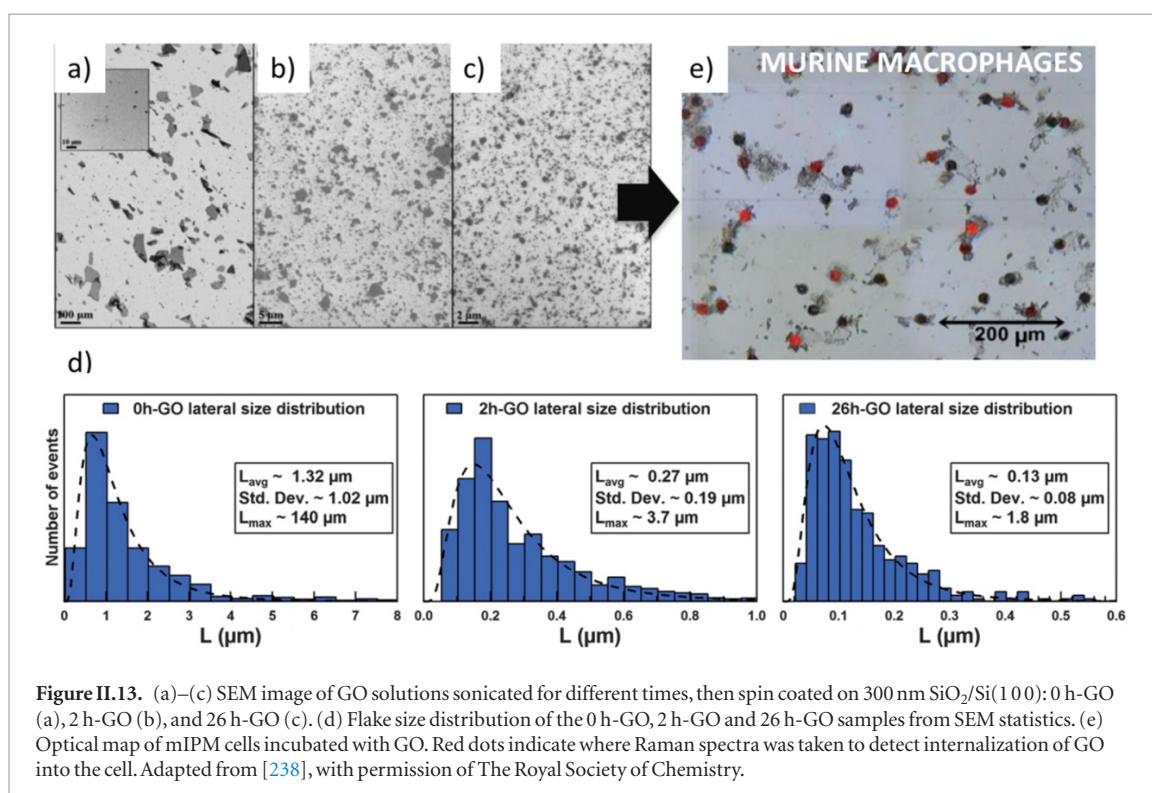 a)
10 µm
100 µm
b)
5 µm
c)
2 µm
e)
MURINE MACROPHAGES
200 µm
d)
0h-GO lateral size distribution
Number of events
Lavg ~ 1.32 µm
Std. Dev. ~ 1.02 µm
Lmax ~ 140 µm
0 2 4 6 8
L (µm)
2h-GO lateral size distribution
Lavg ~ 0.27 µm
Std. Dev. ~ 0.19 µm
Lmax ~ 3.7 µm
0.0 0.2 0.4 0.6 0.8 1.0
L (µm)
26h-GO lateral size distribution
Lavg ~ 0.13 µm
Std. Dev. ~ 0.08 µm
Lmax ~ 1.8 µm
0 0.1 0.2 0.3 0.4 0.5 0.6
L (µm)
Figure II.13. (a)–(c) SEM image of GO solutions sonicated for different times, then spin coated on 300 nm SiO2/Si(1 0 0): 0 h-GO
(a), 2 h-GO (b), and 26 h-GO (c). (d) Flake size distribution of the 0 h-GO, 2 h-GO and 26 h-GO samples from SEM statistics. (e)
Optical map of mIPM cells incubated with GO. Red dots indicate where Raman spectra was taken to detect internalization of GO
into the cell. Adapted from [238], with permission of The Royal Society of Chemistry.